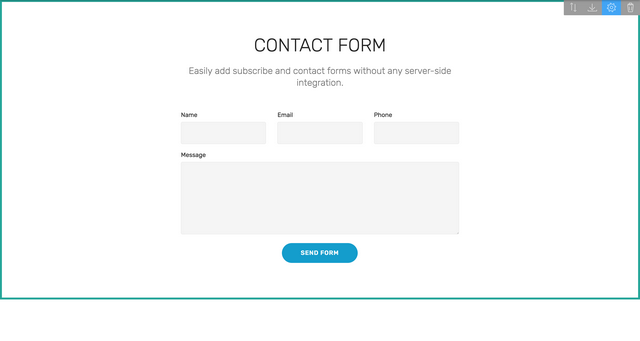 CONTACT FORM
Easily add subscribe and contact forms without any server-side
integration.
Name
Email
Phone
Message
SEND FORM